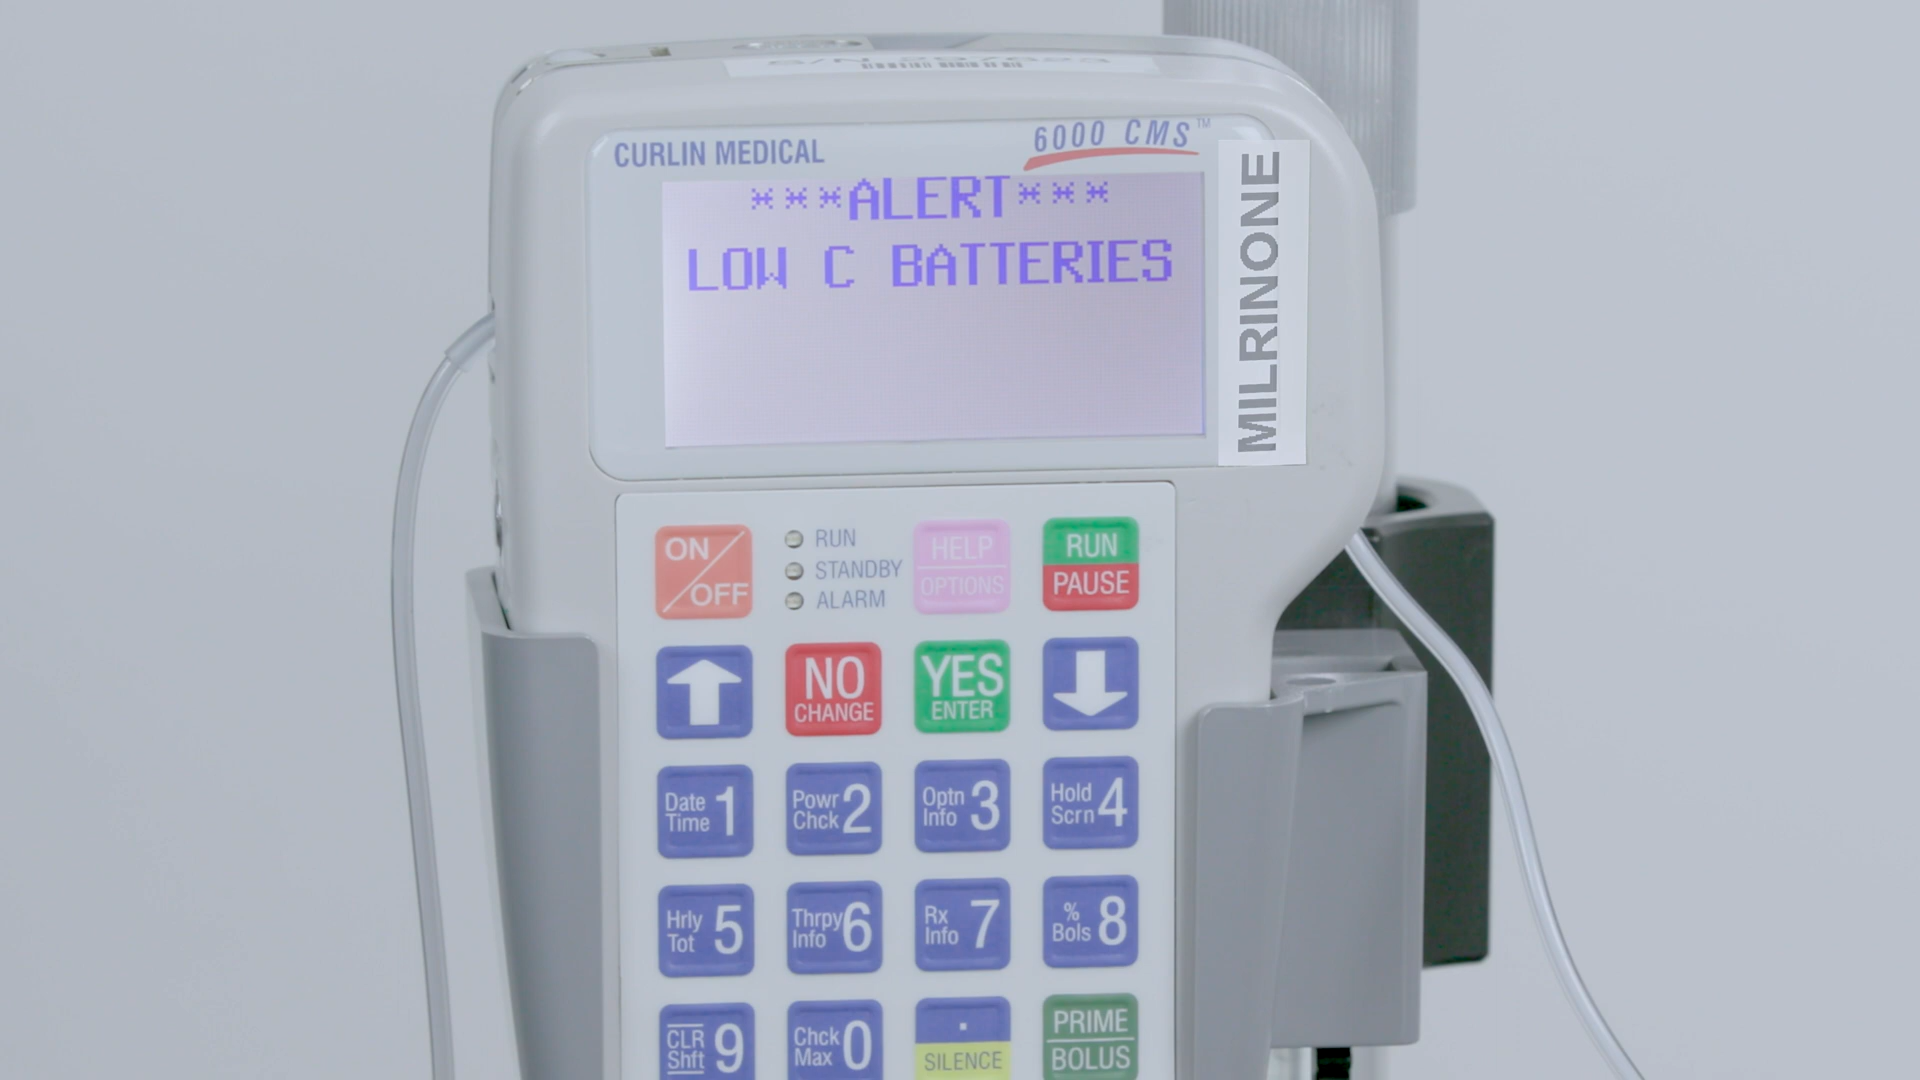 CURLIN MEDICAL
6000 CMS™
***ALERT***
LOW C BATTERIES
MILRINONE
ON
OFF
RUN
STANDBY
ALARM
HELP
OPTIONS
RUN
PAUSE
NO
CHANGE
YES
ENTER
Date
Time 1
Powr
Chck 2
Optn
Info 3
Hold
Scrn 4
Hrly
Tot 5
Thrpy
Info 6
Rx
Info 7
%
Bols 8
CLR
Shft 9
Chck
Max 0
.
SILENCE
PRIME
BOLUS